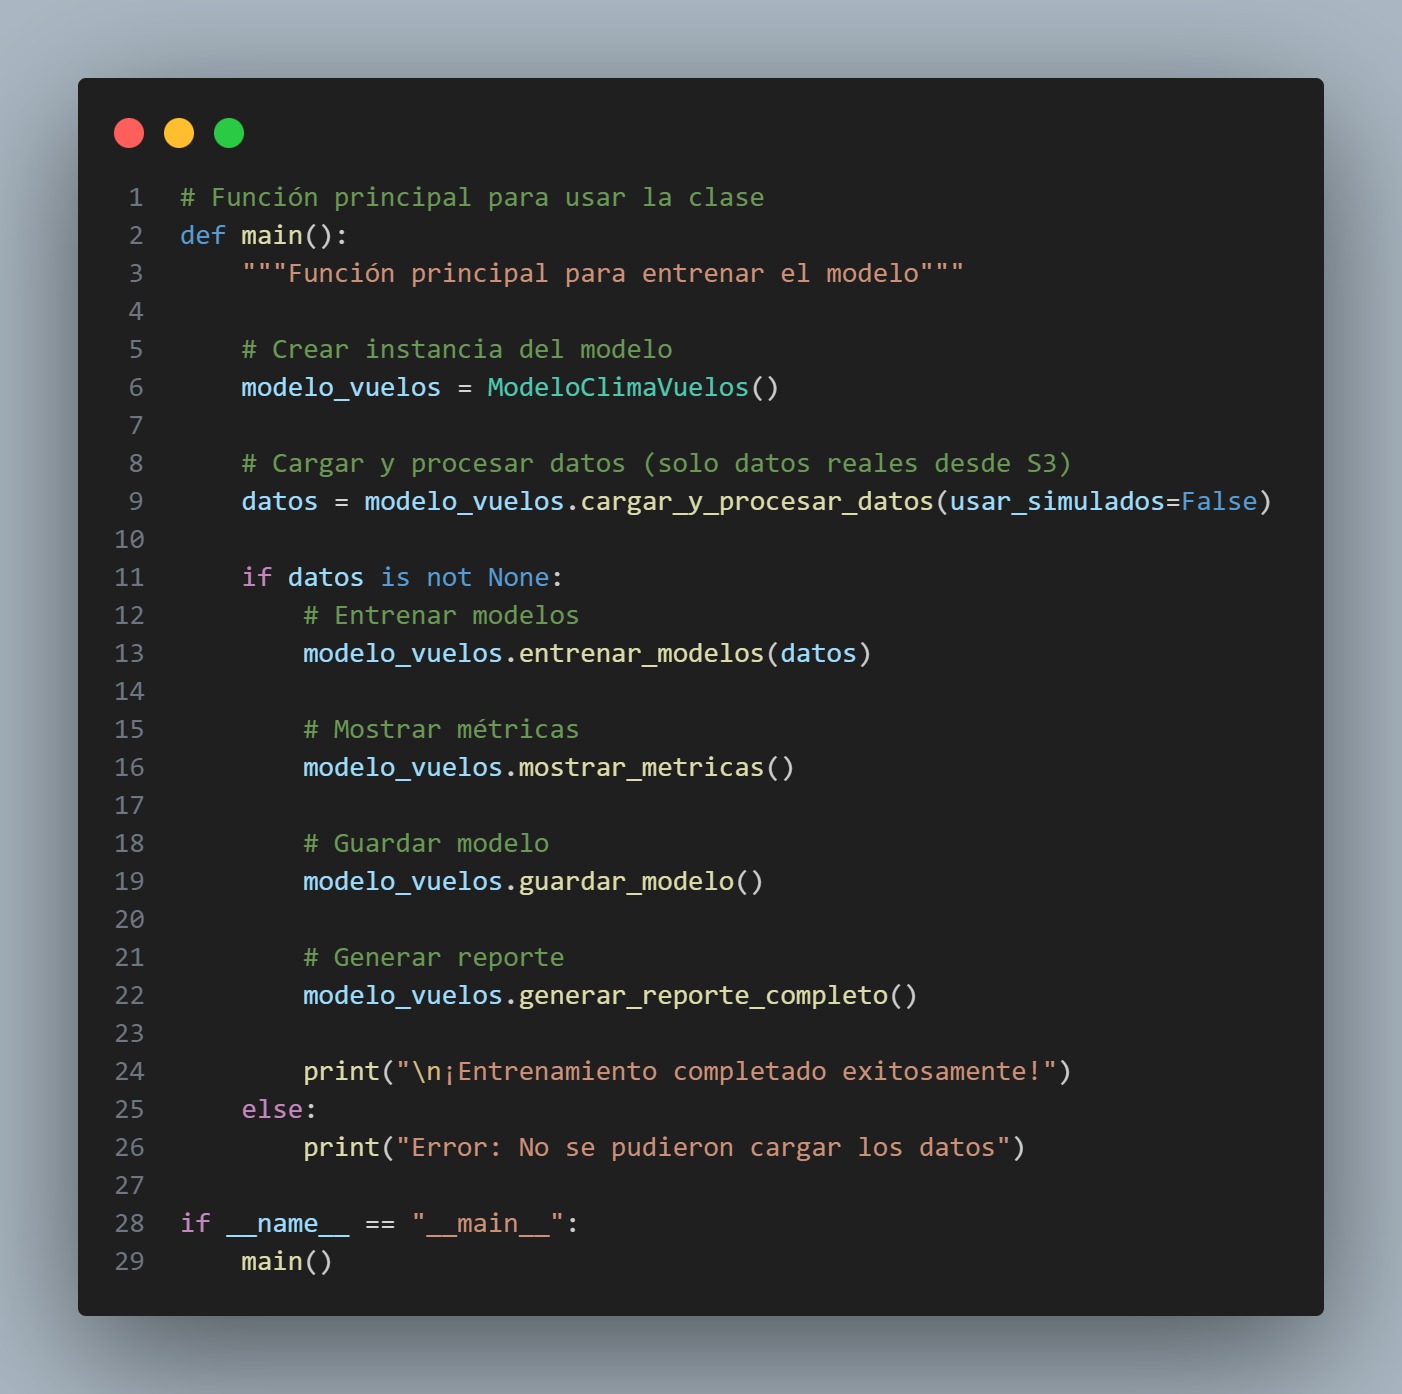 1 # Función principal para usar la clase
2 def main():
3     """Función principal para entrenar el modelo"""
4
5     # Crear instancia del modelo
6     modelo_vuelos = ModeloClimaVuelos()
7
8     # Cargar y procesar datos (solo datos reales desde S3)
9     datos = modelo_vuelos.cargar_y_procesar_datos(usar_simulados=False)
10
11     if datos is not None:
12         # Entrenar modelos
13         modelo_vuelos.entrenar_modelos(datos)
14
15         # Mostrar métricas
16         modelo_vuelos.mostrar_metricas()
17
18         # Guardar modelo
19         modelo_vuelos.guardar_modelo()
20
21         # Generar reporte
22         modelo_vuelos.generar_reporte_completo()
23
24         print("\n¡Entrenamiento completado exitosamente!")
25     else:
26         print("Error: No se pudieron cargar los datos")
27
28 if __name__ == "__main__":
29     main()